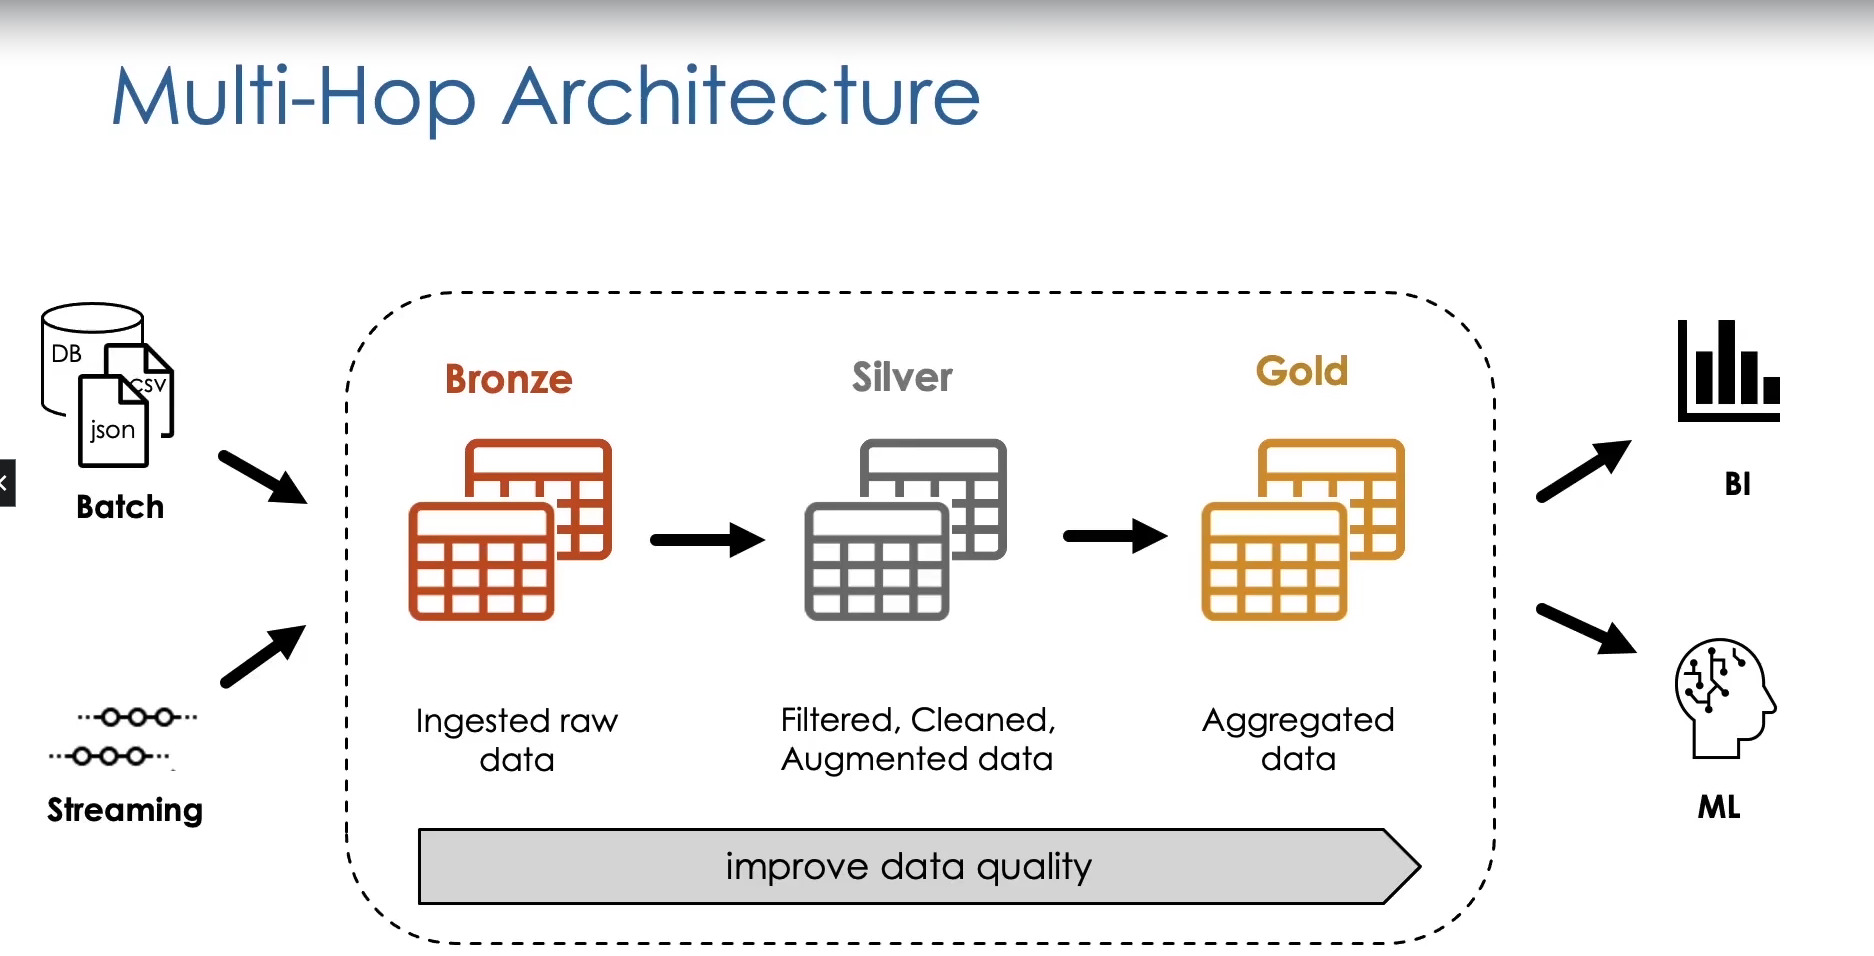 Multi-Hop Architecture
DB
csv
json
Batch
Streaming
Bronze
Ingested raw
data
Silver
Filtered, Cleaned,
Augmented data
Gold
Aggregated
data
improve data quality
BI
ML